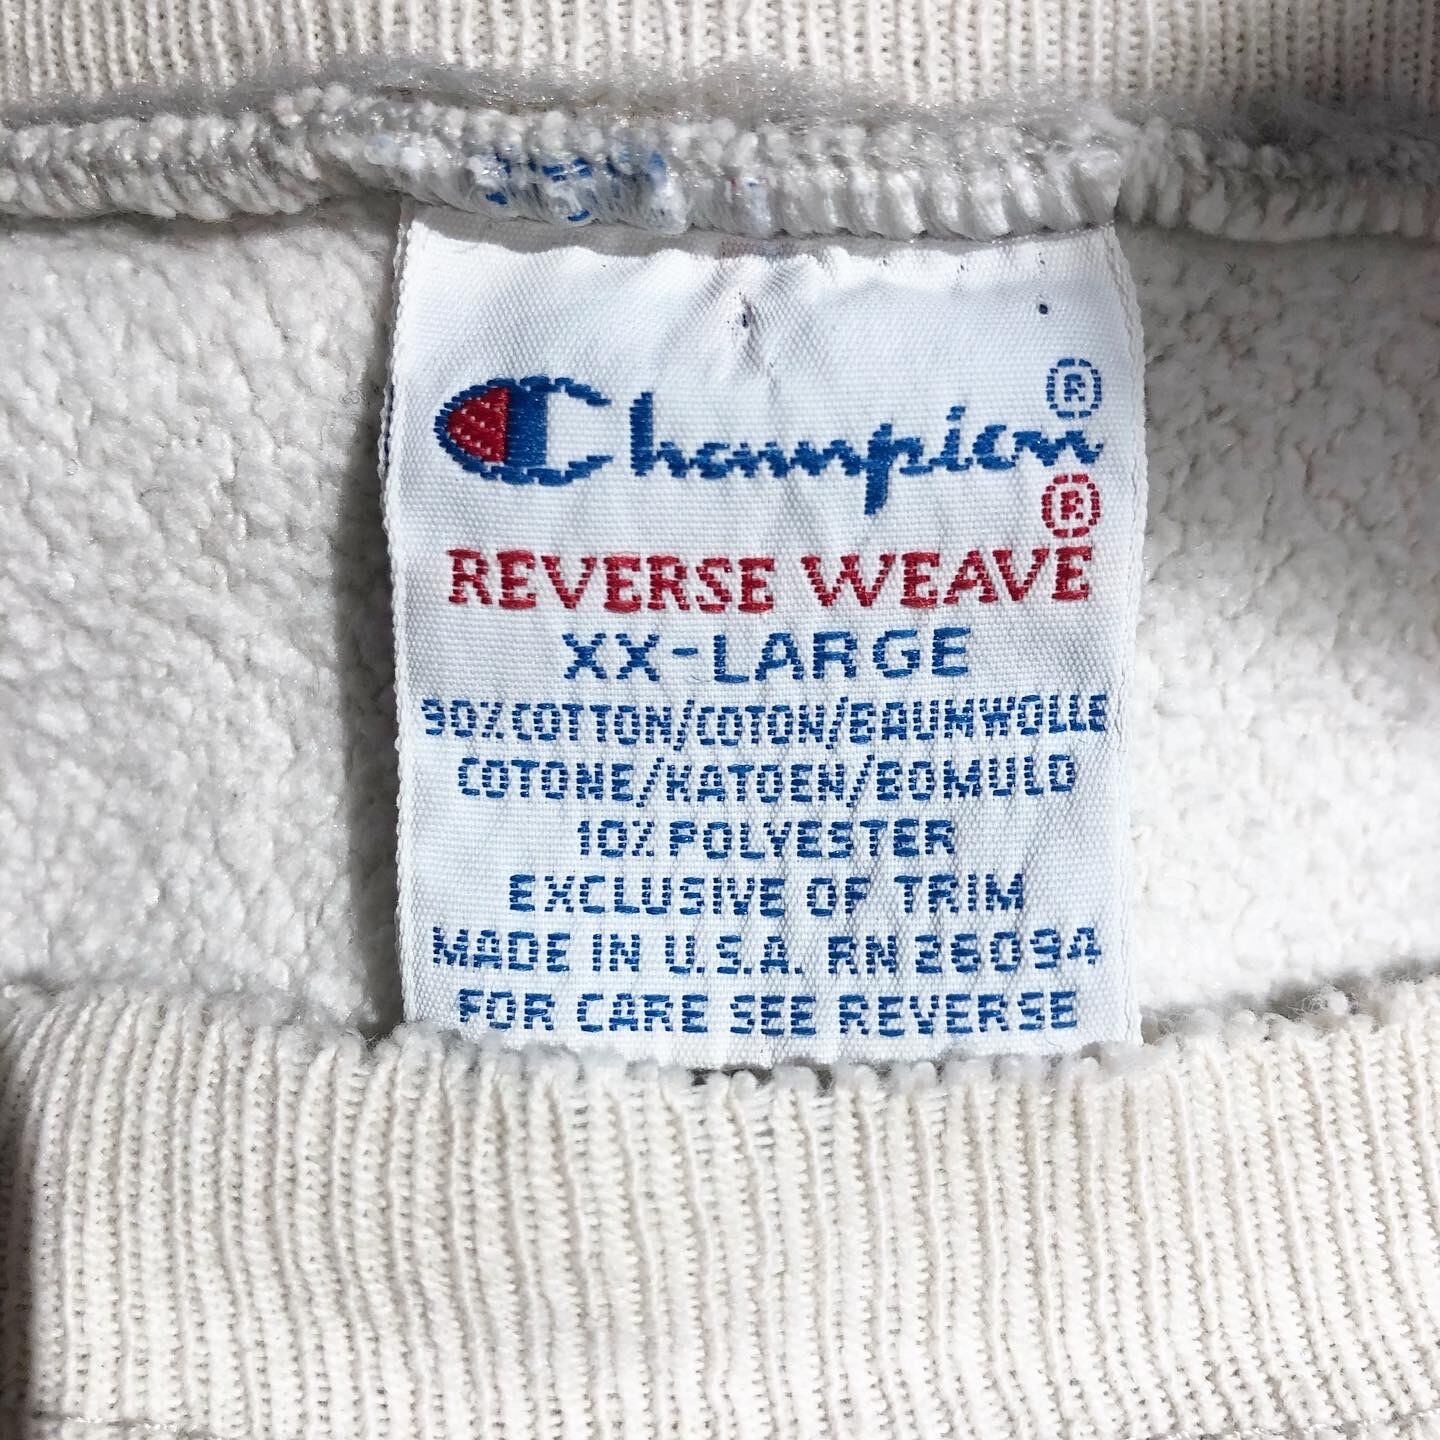 Champion®
®
REVERSE WEAVE
XX-LARGE
90% COTTON/COTON/BAUMWOLLE
COTONE/KATOEN/BOMULD
10% POLYESTER
EXCLUSIVE OF TRIM
MADE IN U.S.A. RN 26094
FOR CARE SEE REVERSE